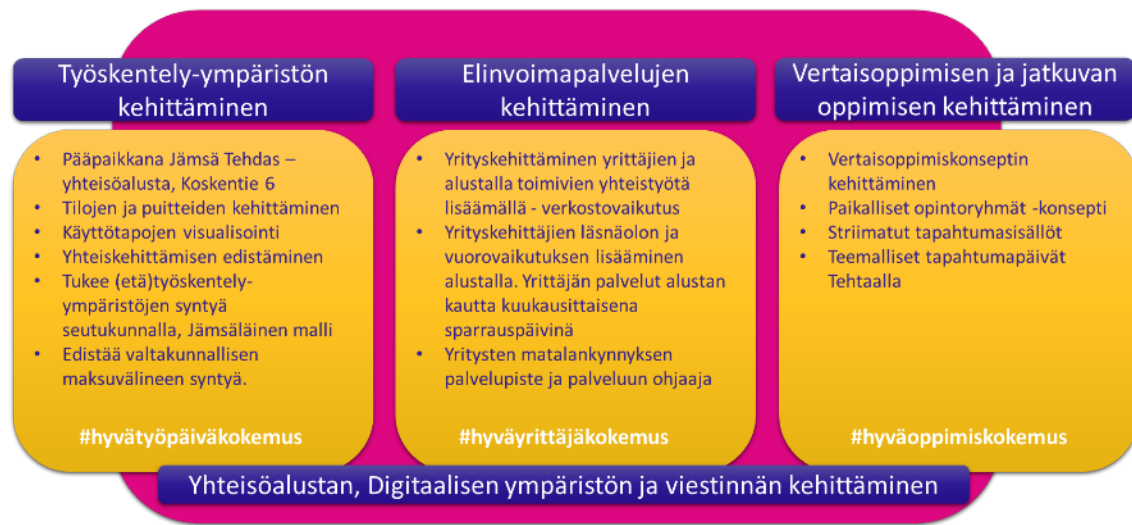 Työskentely-ympäristön
kehittäminen
• Pääpaikkana Jämsä Tehdas –
yhteisöalusta, Koskentie 6
• Tilojen ja puitteiden kehittäminen
• Käyttötapojen visualisointi
• Yhteiskehittämisen edistäminen
• Tukee (etä)työskentely-
ympäristöjen syntyä
seutukunnalla, Jämsäläinen malli
• Edistää valtakunnallisen
maksuvälineen syntyä.
#hyvätyöpäiväkokemus
Elinvoimapalvelujen
kehittäminen
• Yrityskehittäminen yrittäjien ja
alustalla toimivien yhteistyötä
lisäämällä - verkostovaikutus
• Yrityskehittäjien läsnäolon ja
vuorovaikutuksen lisääminen
alustalla. Yrittäjän palvelut alustan
kautta kuukausittaisena
sparrauspäivinä
• Yritysten matalankynnyksen
palvelupiste ja palveluun ohjaaja
#hyväyrittäjäkokemus
Vertaisoppimisen ja jatkuvan
oppimisen kehittäminen
• Vertaisoppimiskonseptin
kehittäminen
• Paikalliset opintoryhmät -konsepti
• Striimatut tapahtumasisällöt
• Teemalliset tapahtumapäivät
Tehtaalla
#hyväoppimiskokemus
Yhteisöalustan, Digitaalisen ympäristön ja viestinnän kehittäminen